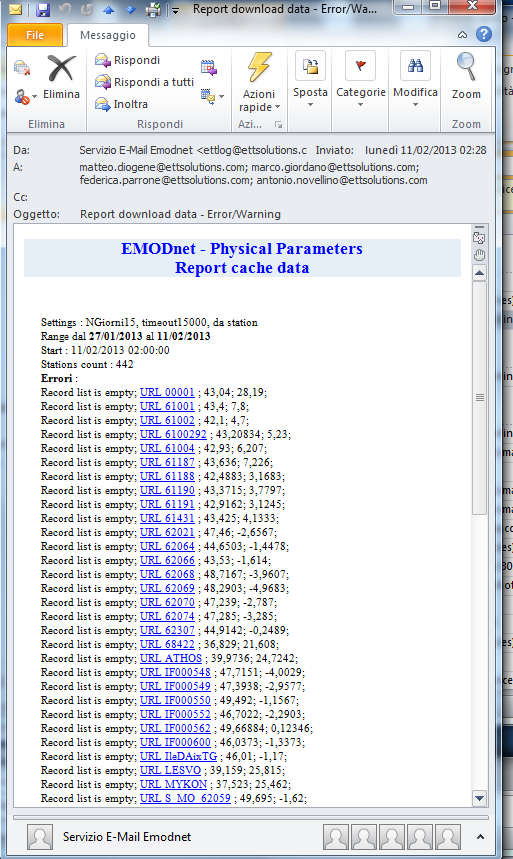 Report download data - Error/Wa...
File
Messaggio
Elimina
Rispondi
Rispondi a tutti
Inoltra
Azioni rapide
Sposta
Categorie
Modifica
Zoom
Elimina
Rispondi
Azi...
Zoom
Da: Servizio E-Mail Emodnet <ettlog@ettsolutions.c Inviato: lunedì 11/02/2013 02:28
A: matteo.diogene@ettsolutions.com; marco.giordano@ettsolutions.com;
federica.parrone@ettsolutions.com; antonio.novellino@ettsolutions.com
Cc:
Oggetto: Report download data - Error/Warning
EMODnet - Physical Parameters
Report cache data
Settings : NGiorni15, timeout15000, da station
Range dal 27/01/2013 al 11/02/2013
Start : 11/02/2013 02:00:00
Stations count : 442
Errori :
Record list is empty; URL 00001 ; 43,04; 28,19;
Record list is empty; URL 61001 ; 43,4; 7,8;
Record list is empty; URL 61002 ; 42,1; 4,7;
Record list is empty; URL 6100292 ; 43,20834; 5,23;
Record list is empty; URL 61004 ; 42,93; 6,207;
Record list is empty; URL 61187 ; 43,636; 7,226;
Record list is empty; URL 61188 ; 42,4883; 3,1683;
Record list is empty; URL 61190 ; 43,3715; 3,7797;
Record list is empty; URL 61191 ; 42,9162; 3,1245;
Record list is empty; URL 61431 ; 43,425; 4,1333;
Record list is empty; URL 62021 ; 47,46; -2,6567;
Record list is empty; URL 62064 ; 44,6503; -1,4478;
Record list is empty; URL 62066 ; 43,53; -1,614;
Record list is empty; URL 62068 ; 48,7167; -3,9607;
Record list is empty; URL 62069 ; 48,2903; -4,9683;
Record list is empty; URL 62070 ; 47,239; -2,787;
Record list is empty; URL 62074 ; 47,285; -3,285;
Record list is empty; URL 62307 ; 44,9142; -0,2489;
Record list is empty; URL 68422 ; 36,829; 21,608;
Record list is empty; URL ATHOS ; 39,9736; 24,7242;
Record list is empty; URL IF000548 ; 47,7151; -4,0029;
Record list is empty; URL IF000549 ; 47,3938; -2,9577;
Record list is empty; URL IF000550 ; 49,492; -1,1567;
Record list is empty; URL IF000552 ; 46,7022; -2,2903;
Record list is empty; URL IF000562 ; 49,66884; 0,12346;
Record list is empty; URL IF000600 ; 46,0373; -1,3373;
Record list is empty; URL IleDAixTG ; 46,01; -1,17;
Record list is empty; URL LESVO ; 39,159; 25,815;
Record list is empty; URL MYKON ; 37,523; 25,462;
Record list is empty; URL S_MO_62059 ; 49,695; -1,62;
Servizio E-Mail Emodnet